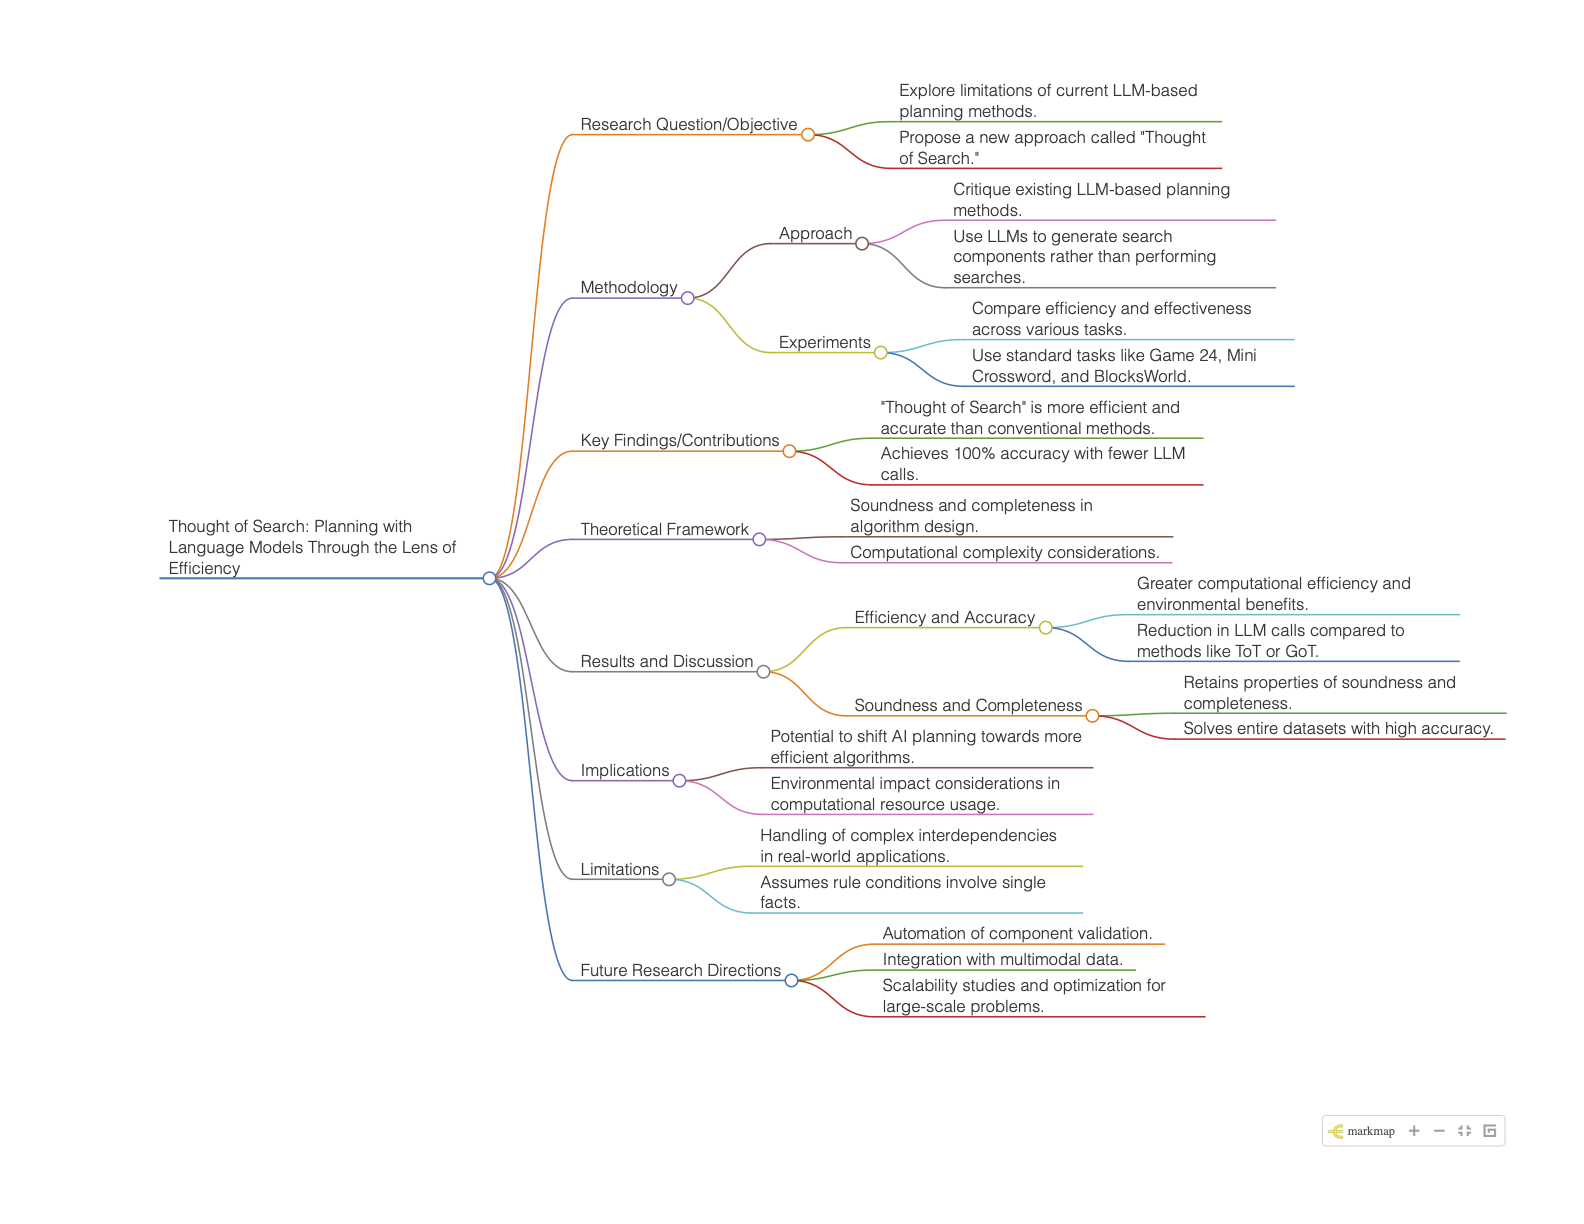 Explore limitations of current LLM-based
planning methods.
Research Question/Objective
Propose a new approach called "Thought
of Search."
Critique existing LLM-based planning
methods.
Approach
Use LLMs to generate search
components rather than performing
searches.
Methodology
Compare efficiency and effectiveness
across various tasks.
Experiments
Use standard tasks like Game 24, Mini
Crossword, and BlocksWorld.
"Thought of Search" is more efficient and
accurate than conventional methods.
Key Findings/Contributions
Achieves 100% accuracy with fewer LLM
calls.
Thought of Search: Planning with
Language Models Through the Lens of
Efficiency
Soundness and completeness in
algorithm design.
Theoretical Framework
Computational complexity considerations.
Greater computational efficiency and
environmental benefits.
Efficiency and Accuracy
Reduction in LLM calls compared to
methods like ToT or GoT.
Results and Discussion
Retains properties of soundness and
completeness.
Soundness and Completeness
Solves entire datasets with high accuracy.
Potential to shift AI planning towards more
efficient algorithms.
Implications
Environmental impact considerations in
computational resource usage.
Handling of complex interdependencies
in real-world applications.
Limitations
Assumes rule conditions involve single
facts.
Automation of component validation.
Integration with multimodal data.
Future Research Directions
Scalability studies and optimization for
large-scale problems.
markmap